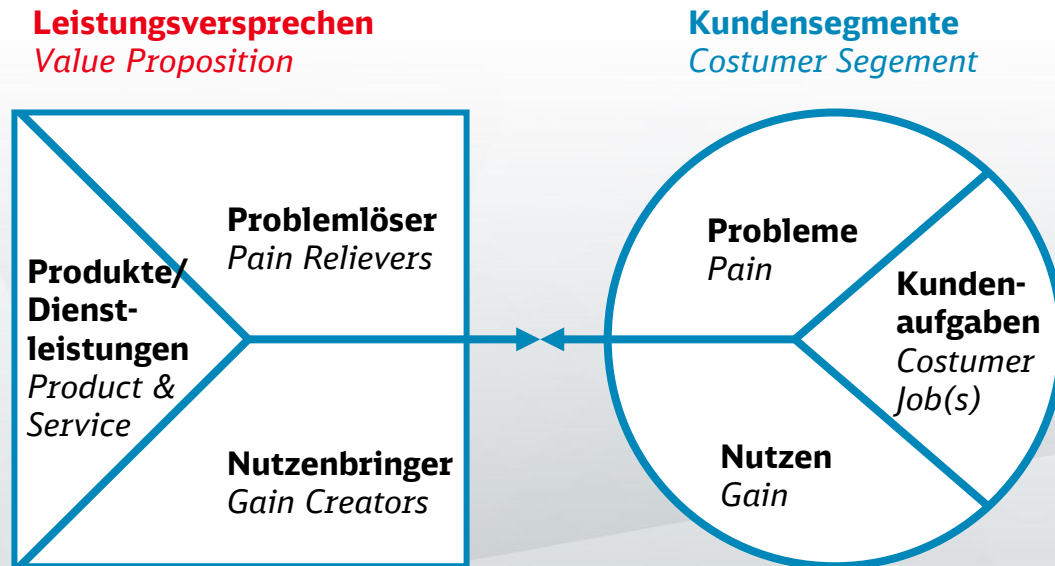 Leistungsversprechen
Value Proposition
Kundensegmente
Costumer Segement
Produkte/
Dienst-
leistungen
Product &
Service
Problemlöser
Pain Relievers
Nutzenbringer
Gain Creators
Probleme
Pain
Nutzen
Gain
Kunden-
aufgaben
Costumer
Job(s)